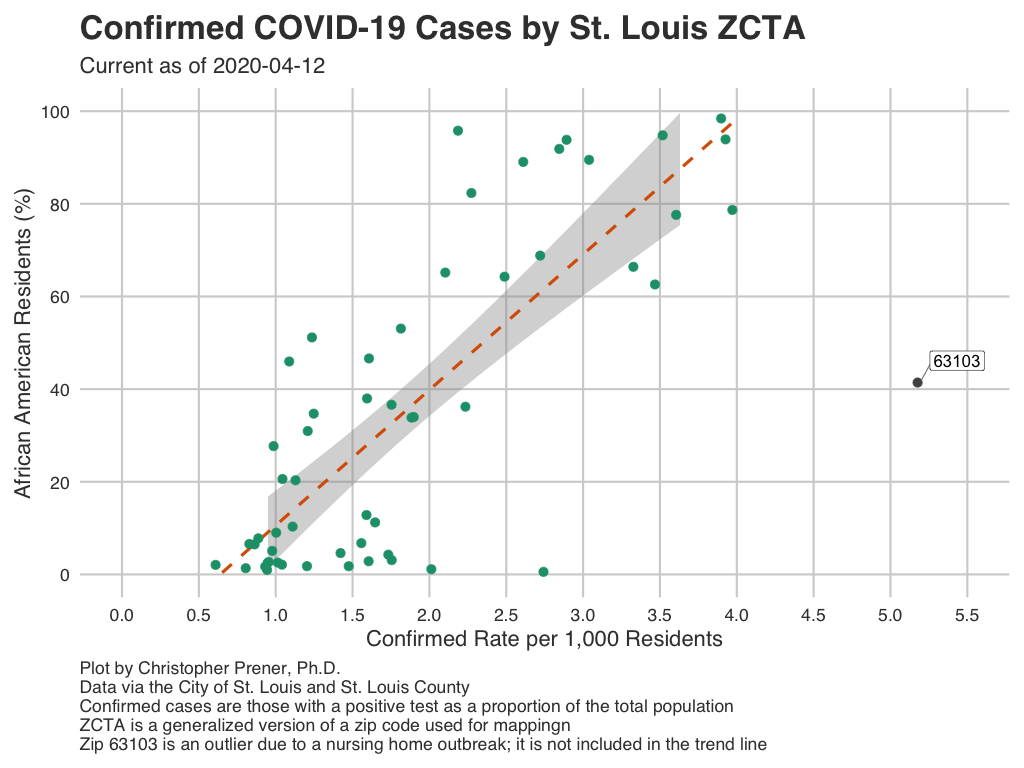 Confirmed COVID-19 Cases by St. Louis ZCTA
Current as of 2020-04-12
African American Residents (%)
100
80
60
40
20
0
63103
0.0 0.5 1.0 1.5 2.0 2.5 3.0 3.5 4.0 4.5 5.0 5.5
Confirmed Rate per 1,000 Residents
Plot by Christopher Prener, Ph.D.
Data via the City of St. Louis and St. Louis County
Confirmed cases are those with a positive test as a proportion of the total population
ZCTA is a generalized version of a zip code used for mappingn
Zip 63103 is an outlier due to a nursing home outbreak; it is not included in the trend line